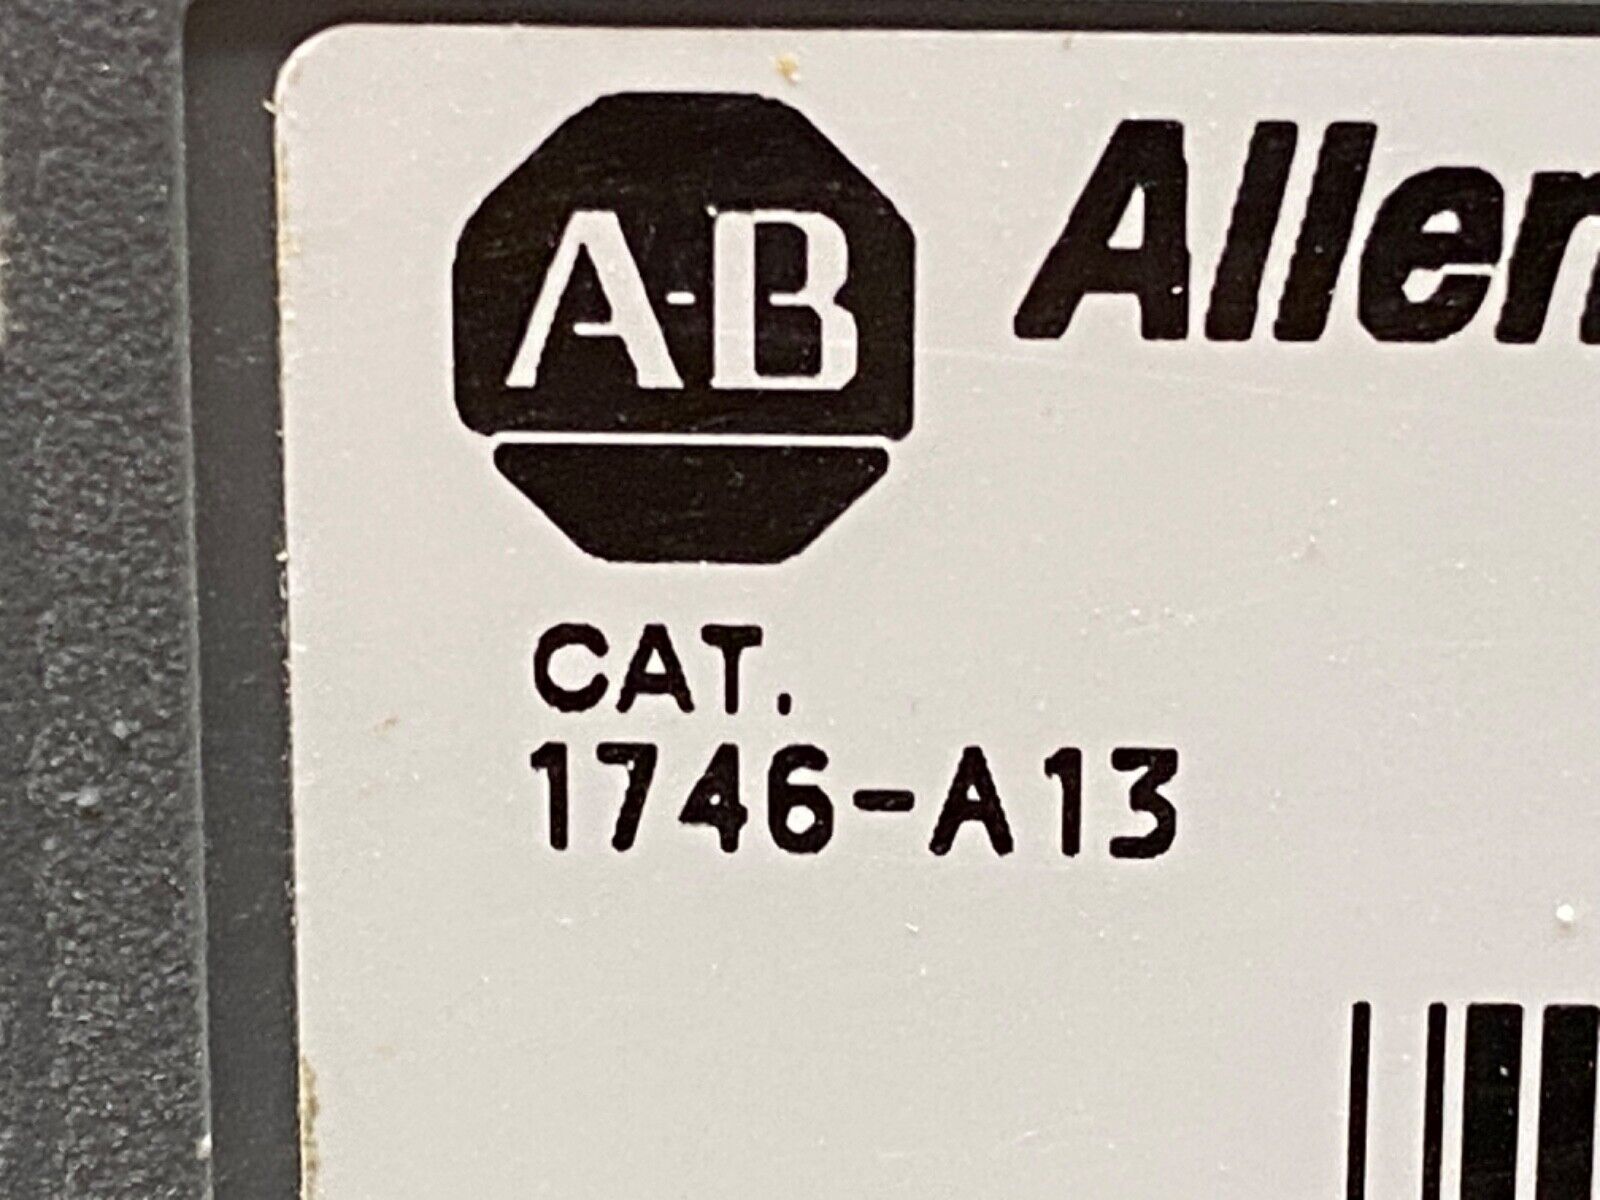 A-B
Allen
CAT.
1746-A13